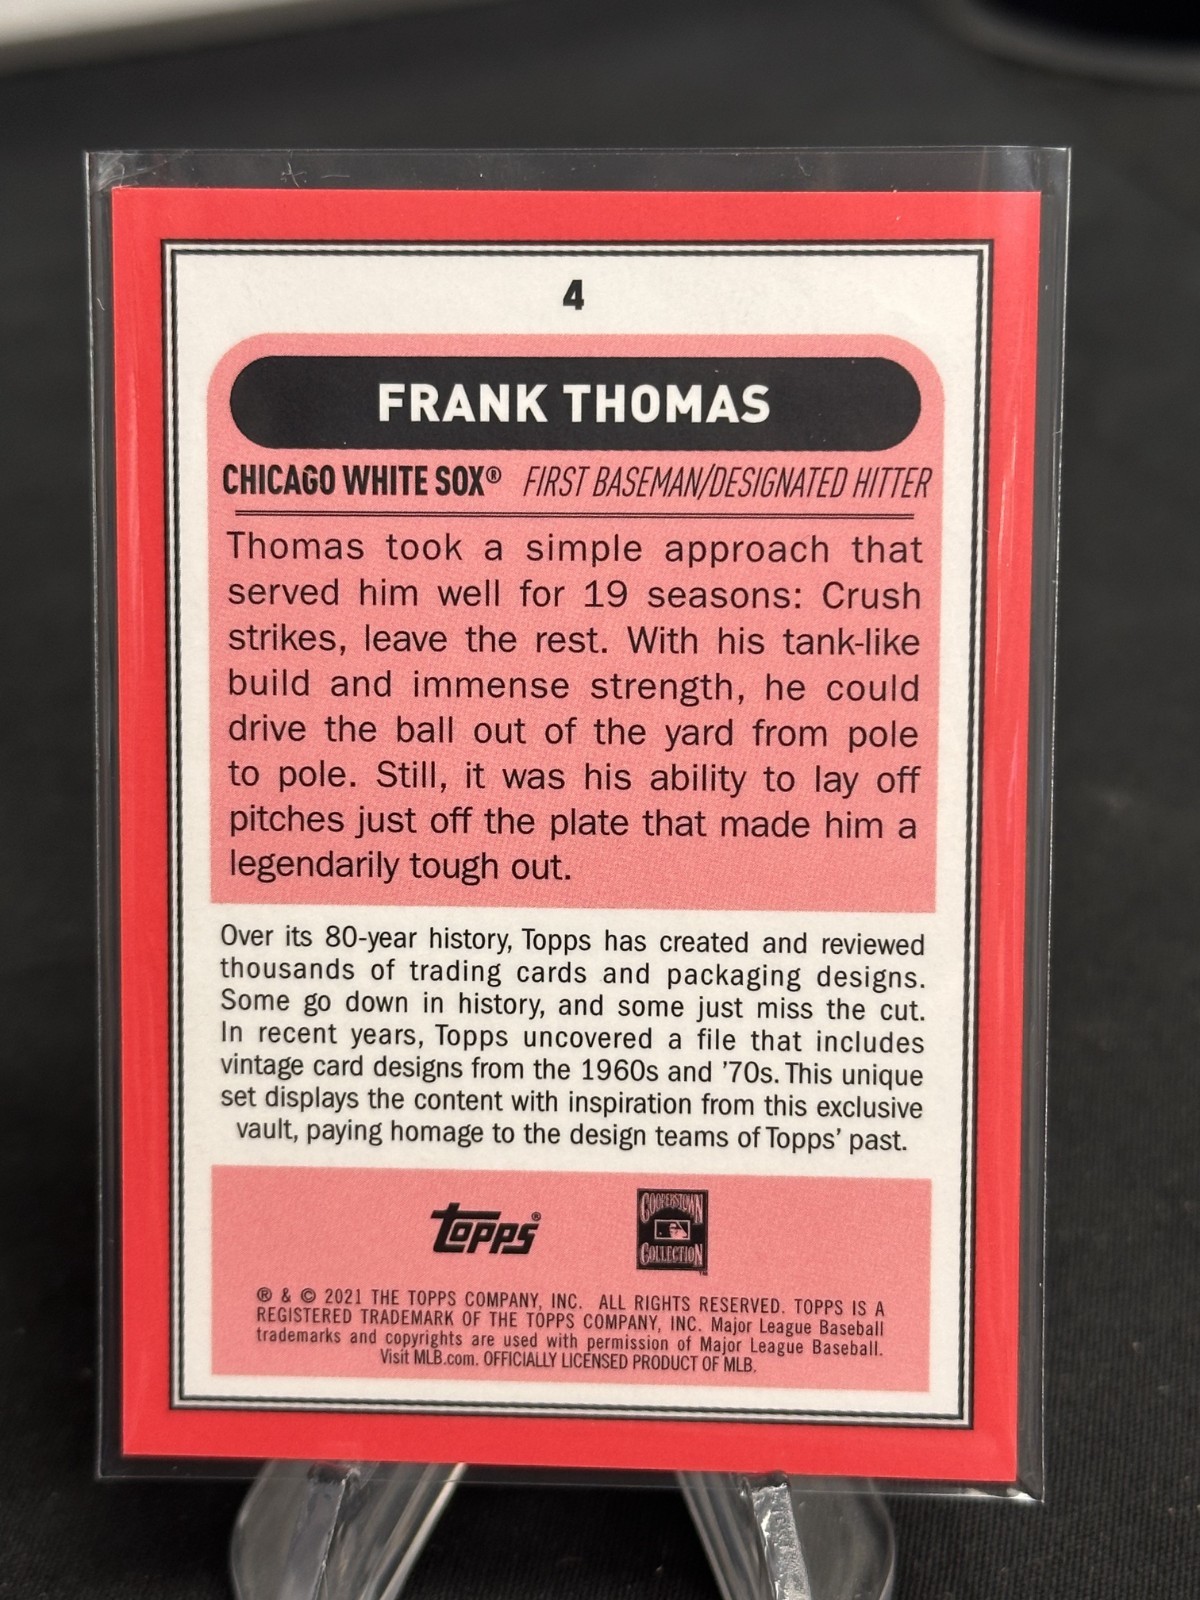 4
FRANK THOMAS
CHICAGO WHITE SOX® FIRST BASEMAN/DESIGNATED HITTER
Thomas took a simple approach that
served him well for 19 seasons: Crush
strikes, leave the rest. With his tank-like
build and immense strength, he could
drive the ball out of the yard from pole
to pole. Still, it was his ability to lay off
pitches just off the plate that made him a
legendarily tough out.
Over its 80-year history, Topps has created and reviewed
thousands of trading cards and packaging designs.
Some go down in history, and some just miss the cut.
In recent years, Topps uncovered a file that includes
vintage card designs from the 1960s and '70s. This unique
set displays the content with inspiration from this exclusive
vault, paying homage to the design teams of Topps' past.
topps®
COOPERSTOWN
COLLECTION™
® & © 2021 THE TOPPS COMPANY, INC. ALL RIGHTS RESERVED. TOPPS IS A
REGISTERED TRADEMARK OF THE TOPPS COMPANY, INC. Major League Baseball
trademarks and copyrights are used with permission of Major League Baseball.
Visit MLB.com. OFFICIALLY LICENSED PRODUCT OF MLB.